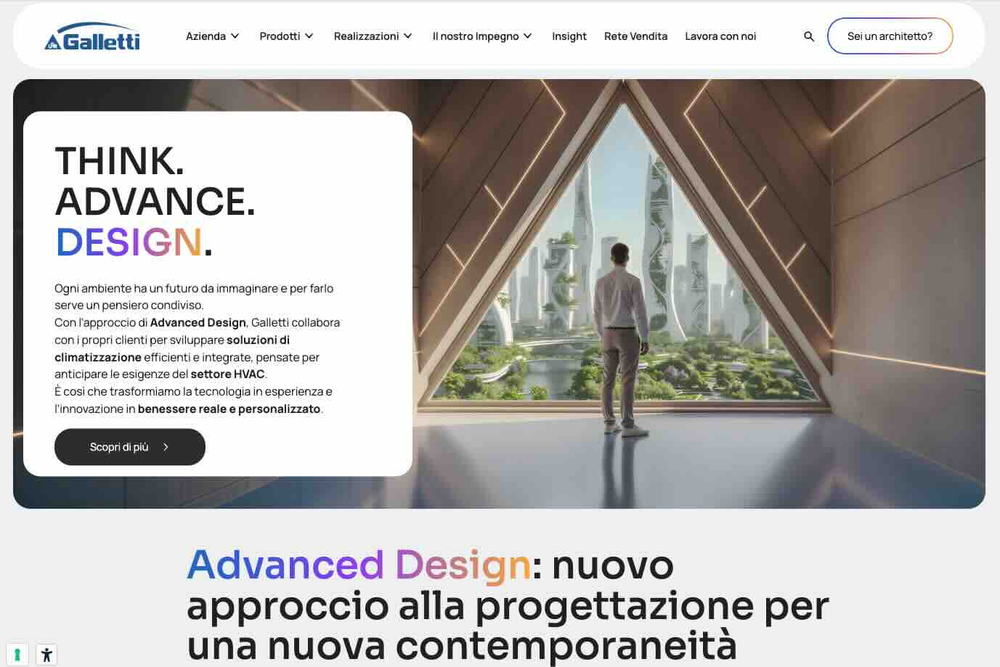 Galletti
Azienda
Prodotti
Realizzazioni
Il nostro Impegno
Insight
Rete Vendita
Lavora con noi
Sei un architetto?
THINK.
ADVANCE.
DESIGN.
Ogni ambiente ha un futuro da immaginare e per farlo
serve un pensiero condiviso.
Con l'approccio di Advanced Design, Galletti collabora
con i propri clienti per sviluppare soluzioni di
climatizzazione efficienti e integrate, pensate per
anticipare le esigenze del settore HVAC.
È così che trasformiamo la tecnologia in esperienza e
l'innovazione in benessere reale e personalizzato.
Scopri di più
Advanced Design: nuovo
approccio alla progettazione per
una nuova contemporaneità